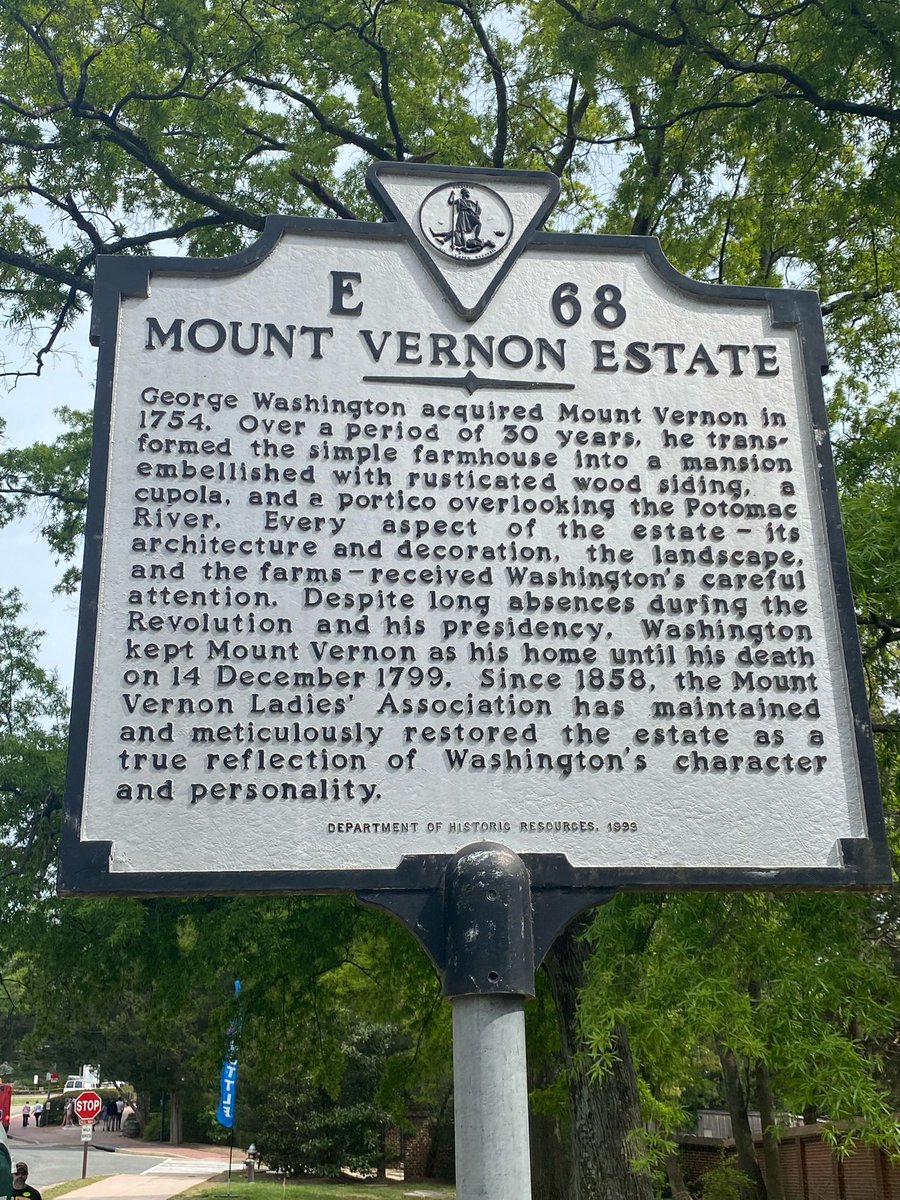 E 68
MOUNT VERNON ESTATE
George Washington acquired Mount Vernon in
1754. Over a period of 30 years, he trans-
formed the simple farmhouse into a mansion
embellished with rusticated wood siding, a
cupola, and a portico overlooking the Potomac
River. Every aspect of the estate – its
architecture and decoration, the landscape,
and the farms – received Washington's careful
attention. Despite long absences during the
Revolution and his presidency, Washington
kept Mount Vernon as his home until his death
on 14 December 1799. Since 1858, the Mount
Vernon Ladies' Association has maintained
and meticulously restored the estate as a
true reflection of Washington's character
and personality.
DEPARTMENT OF HISTORIC RESOURCES, 1999
STOP